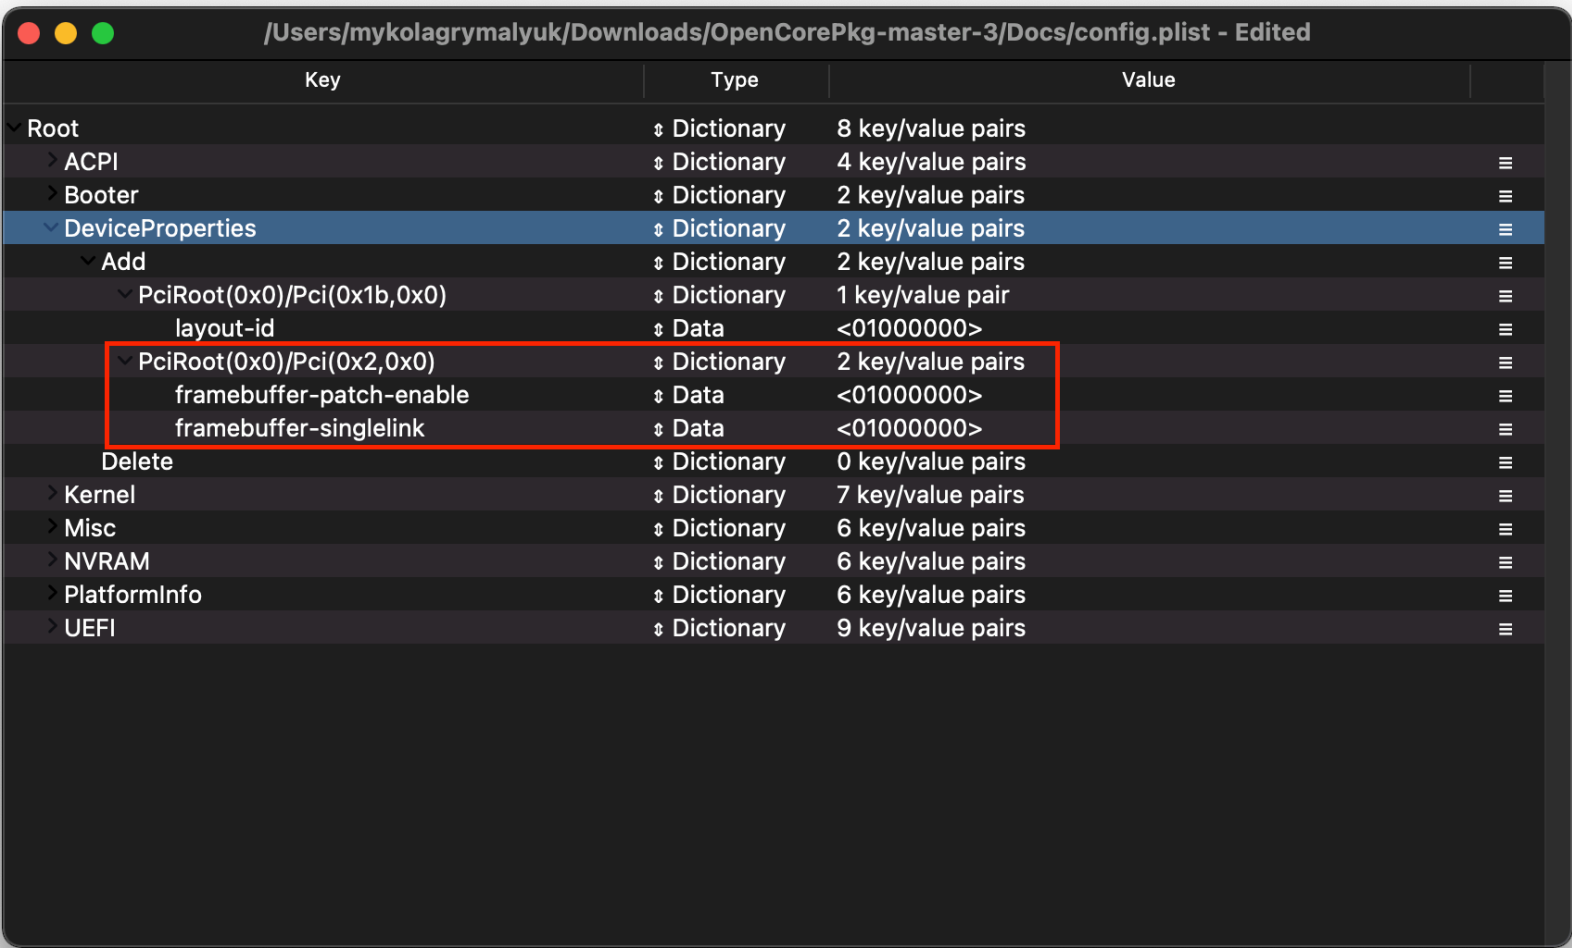 /Users/mykolagrymalyuk/Downloads/OpenCorePkg-master-3/Docs/config.plist - Edited
Key Type Value
Root Dictionary 8 key/value pairs
ACPI Dictionary 4 key/value pairs
Booter Dictionary 2 key/value pairs
DeviceProperties Dictionary 2 key/value pairs
Add Dictionary 2 key/value pairs
PciRoot(0x0)/Pci(0x1b,0x0) Dictionary 1 key/value pair
layout-id Data <01000000>
PciRoot(0x0)/Pci(0x2,0x0) Dictionary 2 key/value pairs
framebuffer-patch-enable Data <01000000>
framebuffer-singlelink Data <01000000>
Delete Dictionary 0 key/value pairs
Kernel Dictionary 7 key/value pairs
Misc Dictionary 6 key/value pairs
NVRAM Dictionary 6 key/value pairs
PlatformInfo Dictionary 6 key/value pairs
UEFI Dictionary 9 key/value pairs